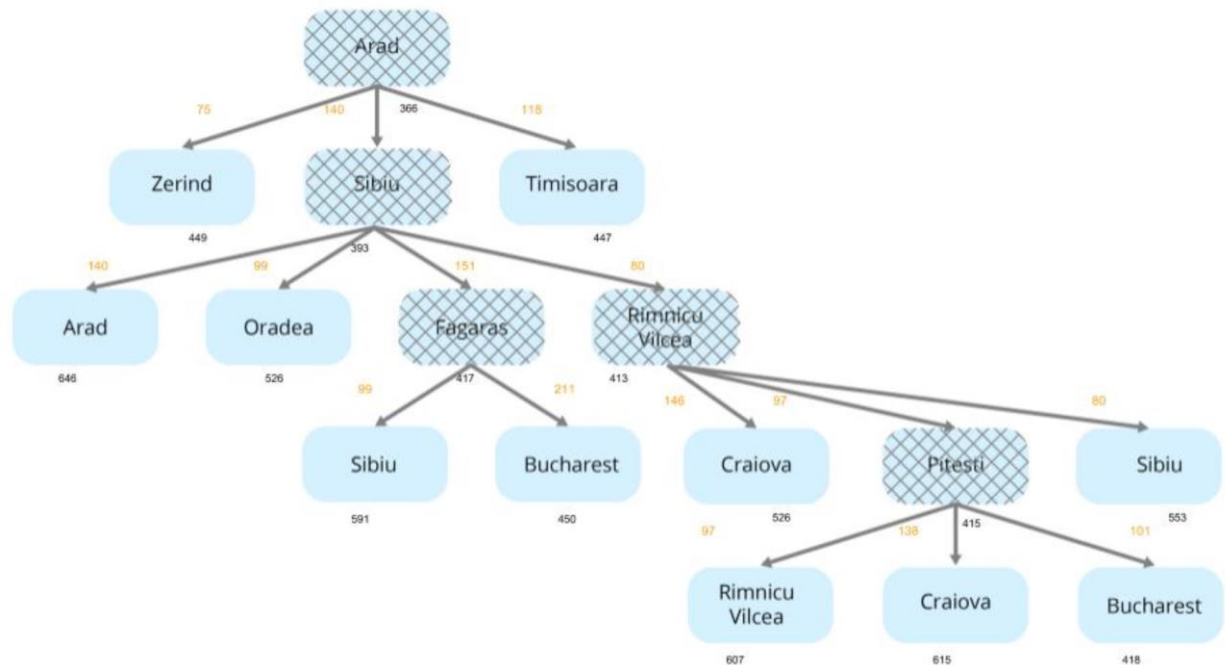 Arad
75
140
366
118
Zerind
Sibiu
Timisoara
449
393
447
140
99
151
80
Arad
Oradea
Fagaras
Rimnicu
Vilcea
646
526
417
413
99
211
146
97
80
Sibiu
Bucharest
Craiova
Pitesti
Sibiu
591
450
526
415
553
97
138
101
Rimnicu
Vilcea
Craiova
Bucharest
607
615
418